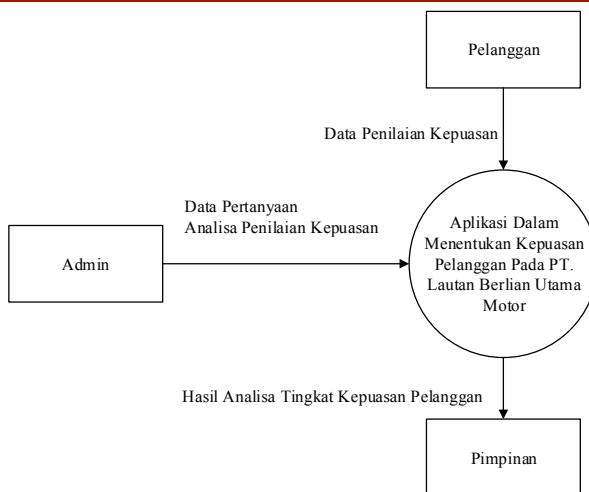 Pelanggan
Data Penilaian Kepuasan
Data Pertanyaan
Analisa Penilaian Kepuasan
Admin
Aplikasi Dalam
Menentukan Kepuasan
Pelanggan Pada PT.
Lautan Berlian Utama
Motor
Hasil Analisa Tingkat Kepuasan Pelanggan
Pimpinan